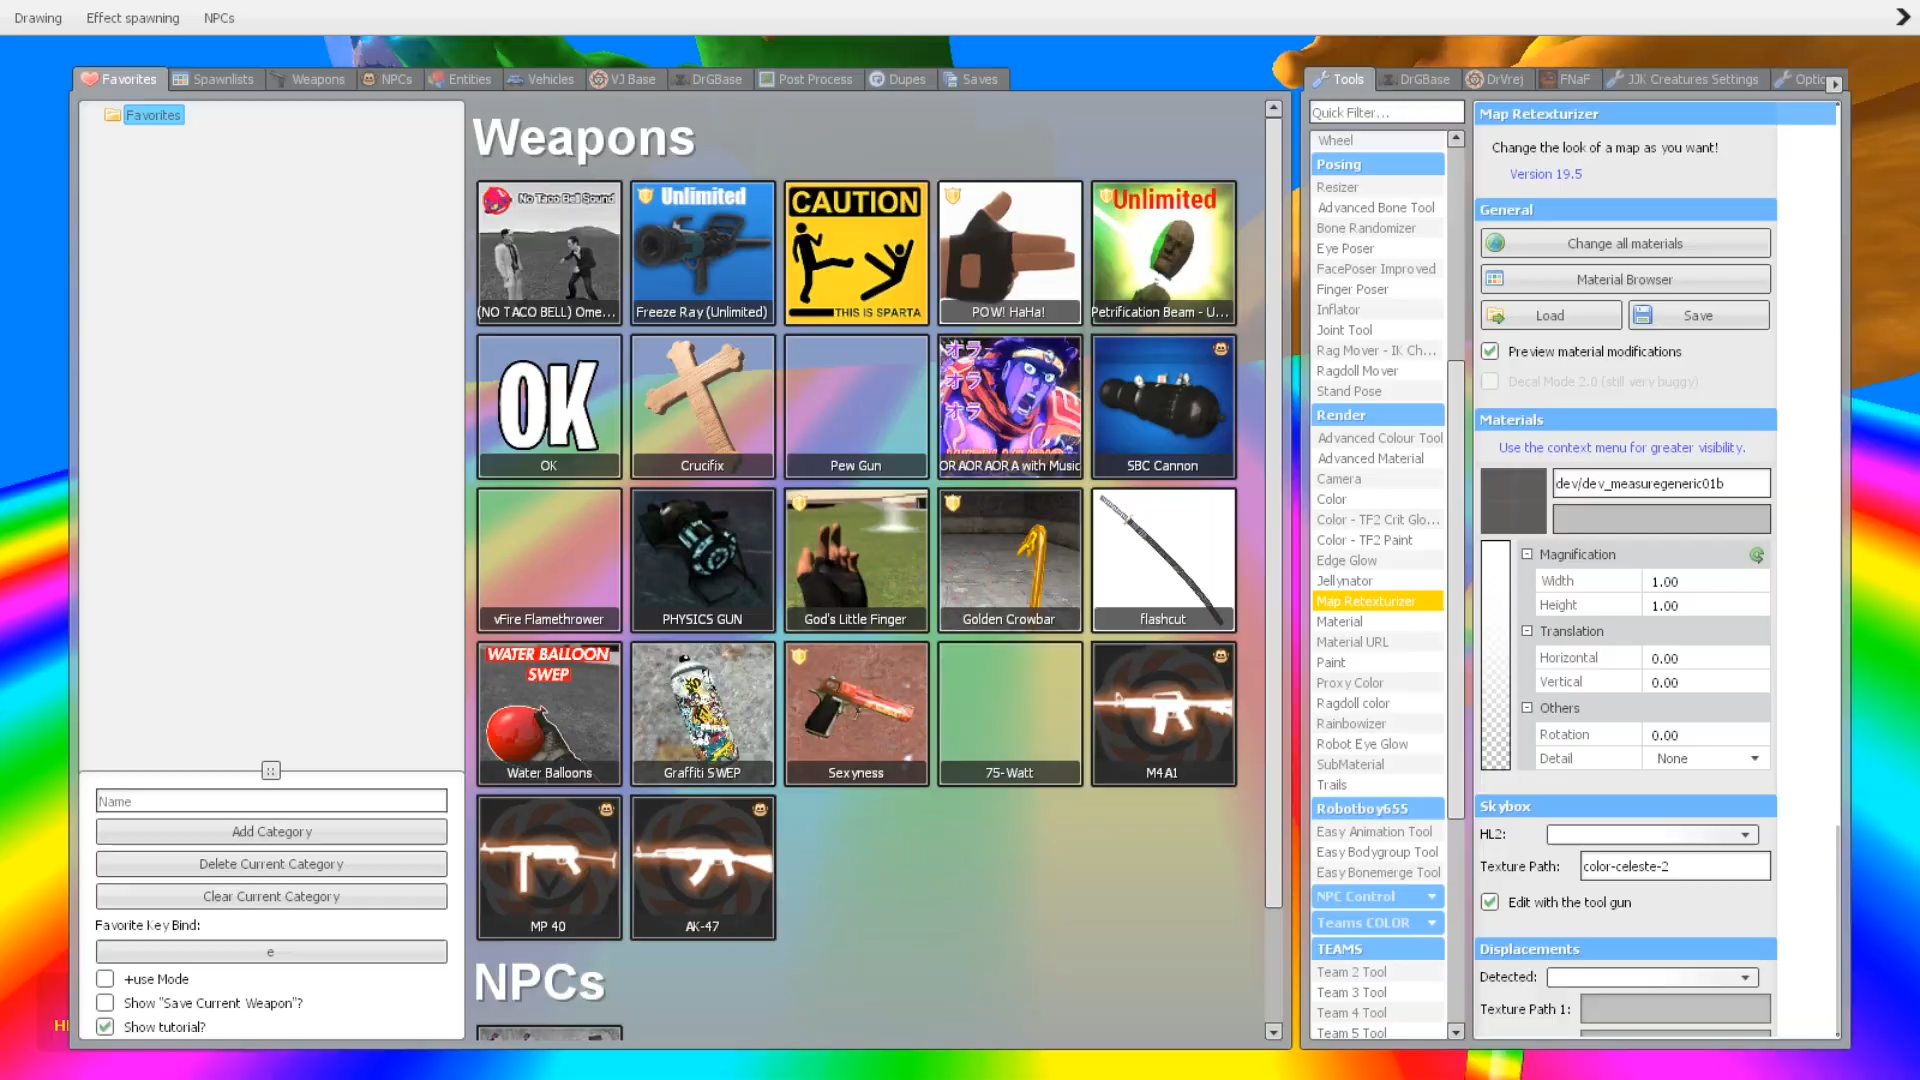 Drawing Effect spawning NPCs
Favorites Spawnlists Weapons NPCs Entities Vehicles VJ Base DrGBase Post Process Dupes Saves
Favorites
Weapons
No Taco Bell Sound
(NO TACO BELL) Ome...
Unlimited
Freeze Ray (Unlimited)
CAUTION
THIS IS SPARTA
POW! HaHa!
Unlimited
Petrification Beam - U...
OK
OK
Crucifix
Pew Gun
オラ
オラ
オラ
ORAORAORA with Music
SBC Cannon
vFire Flamethrower
PHYSICS GUN
God's Little Finger
Golden Crowbar
flashcut
WATER BALLOON
SWEP
Water Balloons
Graffiti SWEP
Sexyness
75-Watt
M4A1
MP 40
AK-47
NPCs
Name
Add Category
Delete Current Category
Clear Current Category
Favorite Key Bind:
e
+use Mode
Show "Save Current Weapon"?
Show tutorial?
Tools DrGBase DrVrej FNaF JJK Creatures Settings Optio
Quick Filter...
Wheel
Posing
Resizer
Advanced Bone Tool
Bone Randomizer
Eye Poser
FacePoser Improved
Finger Poser
Inflator
Joint Tool
Rag Mover - IK Ch...
Ragdoll Mover
Stand Pose
Render
Advanced Colour Tool
Advanced Material
Camera
Color
Color - TF2 Crit Glo...
Color - TF2 Paint
Edge Glow
Jellynator
Map Retexturizer
Material
Material URL
Paint
Proxy Color
Ragdoll color
Rainbowizer
Robot Eye Glow
SubMaterial
Trails
Robotboy655
Easy Animation Tool
Easy Bodygroup Tool
Easy Bonemerge Tool
NPC Control
Teams COLOR
TEAMS
Team 2 Tool
Team 3 Tool
Team 4 Tool
Team 5 Tool
Map Retexturizer
Change the look of a map as you want!
Version 19.5
General
Change all materials
Material Browser
Load Save
Preview material modifications
Decal Mode 2.0 (still very buggy)
Materials
Use the context menu for greater visibility.
dev/dev_measuregeneric01b
Magnification
Width 1.00
Height 1.00
Translation
Horizontal 0.00
Vertical 0.00
Others
Rotation 0.00
Detail None
Skybox
HL2:
Texture Path: color-celeste-2
Edit with the tool gun
Displacements
Detected:
Texture Path 1: